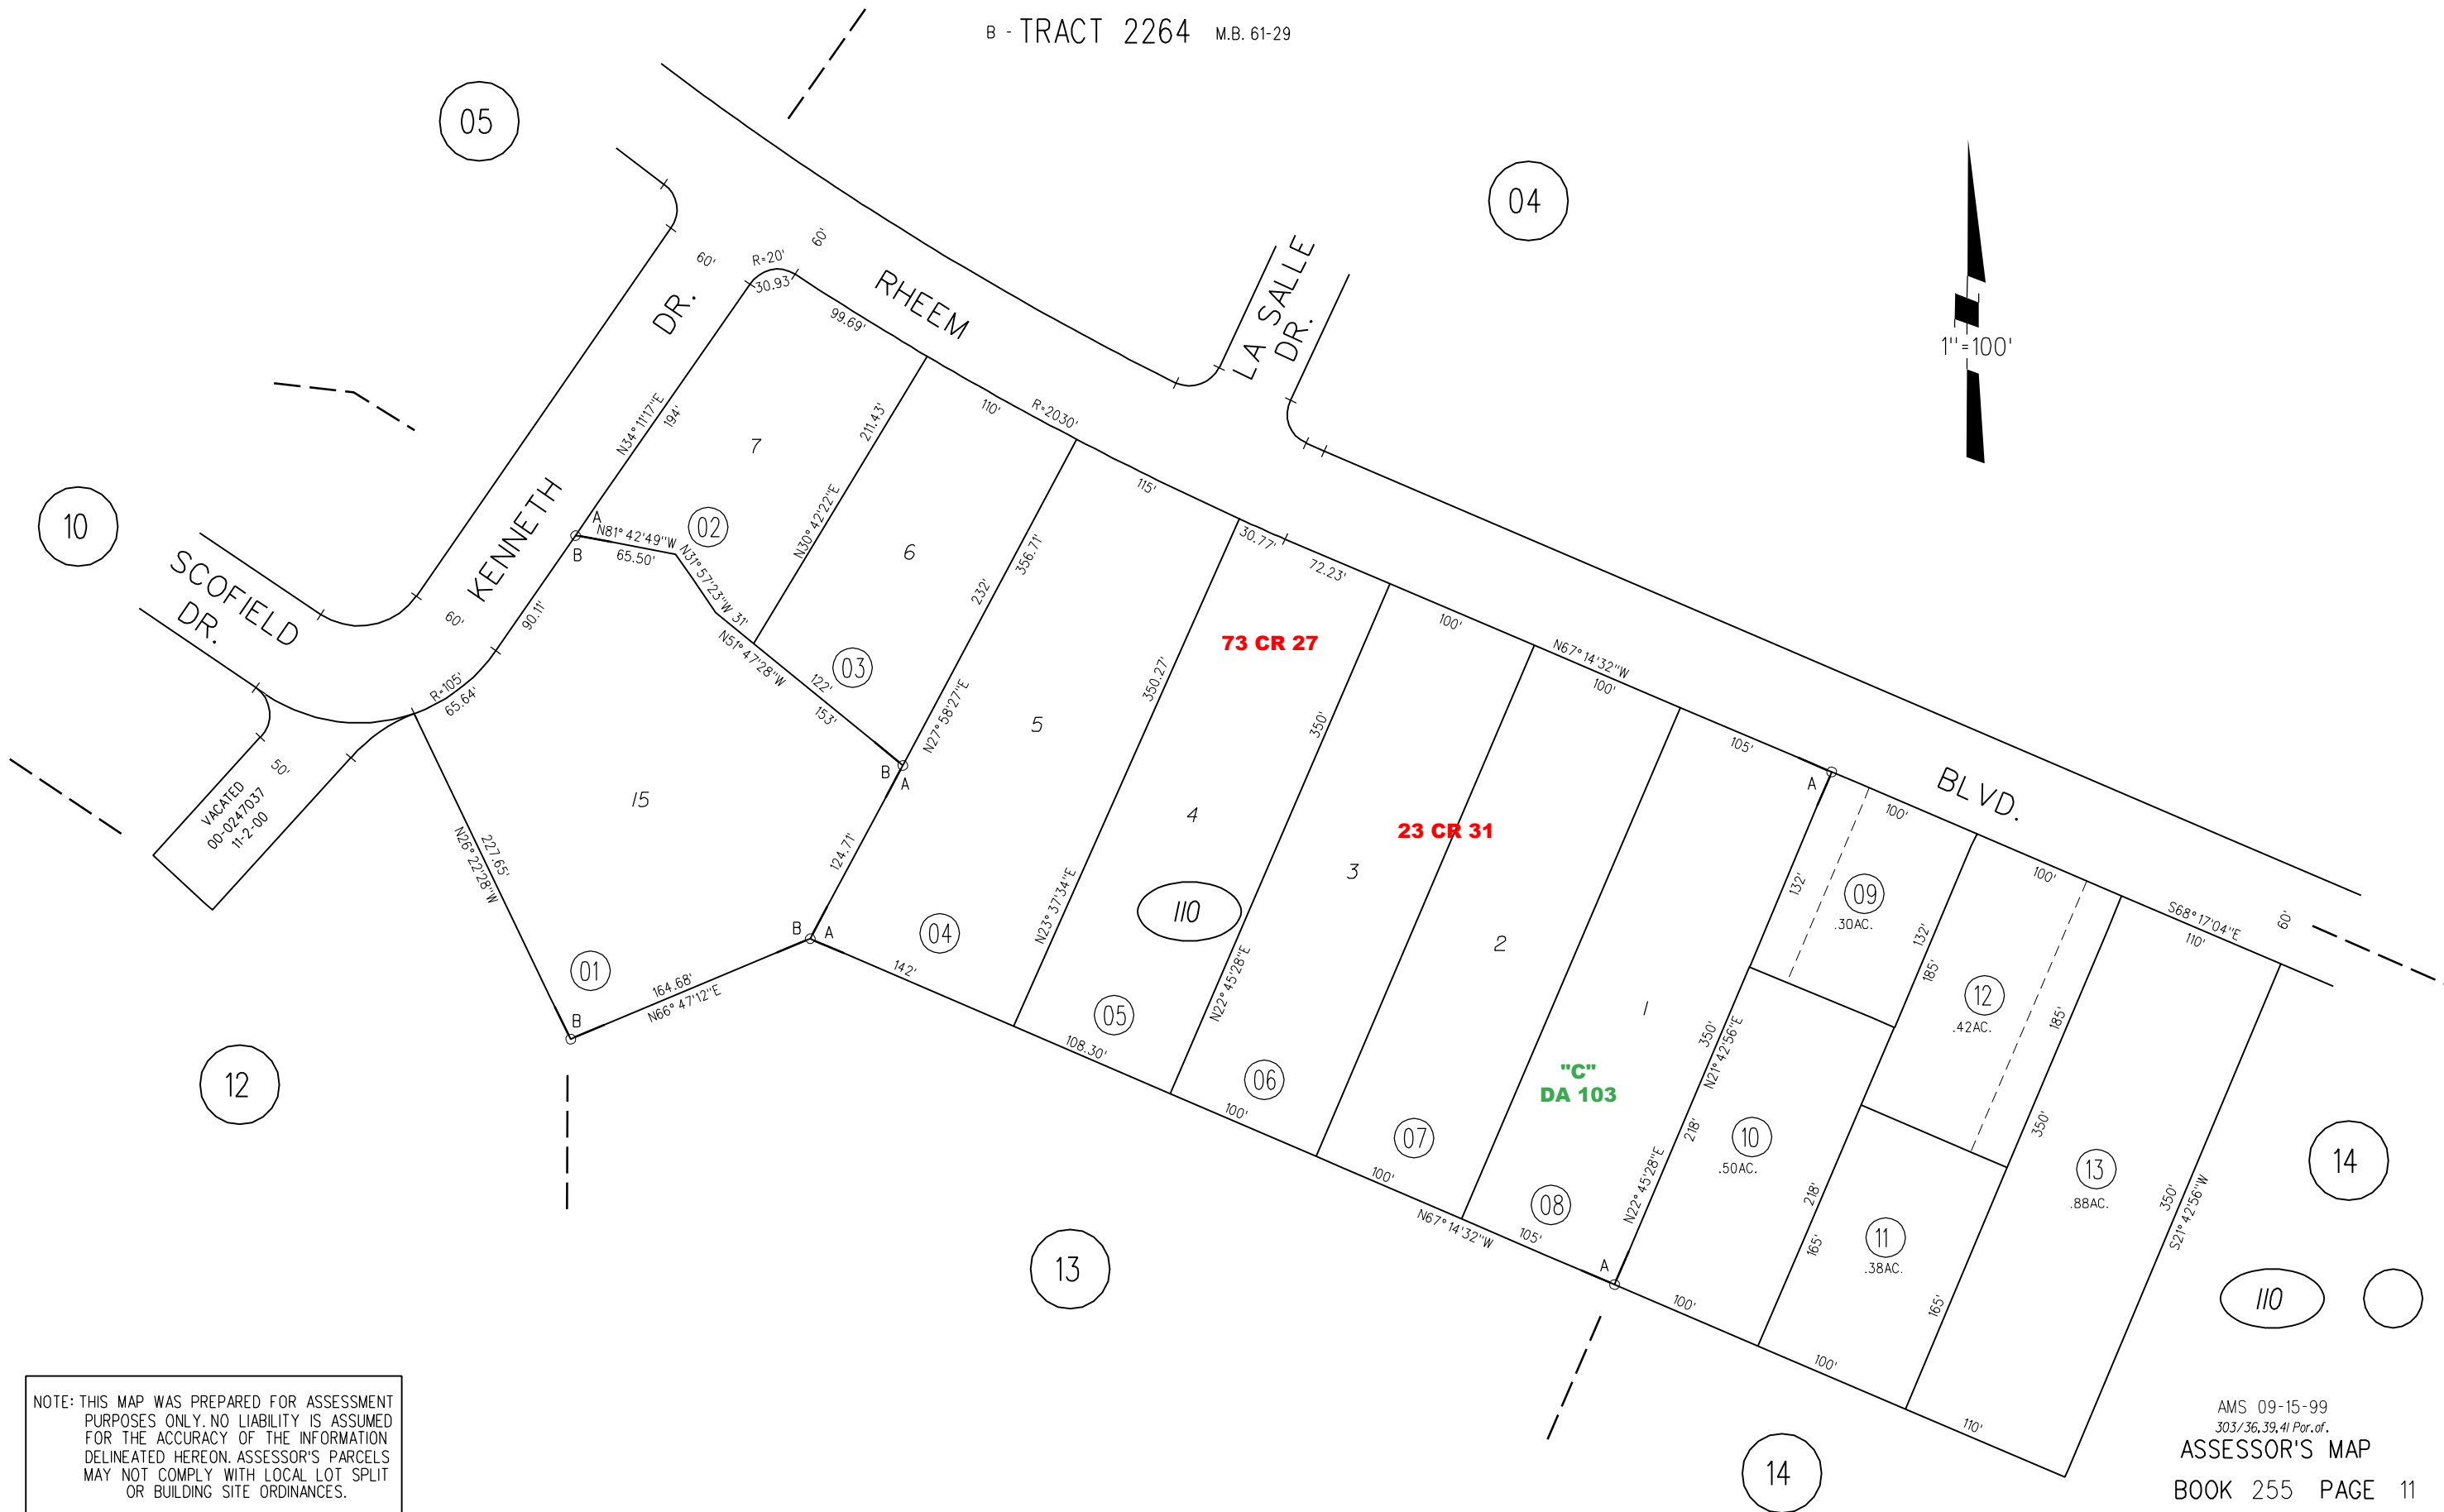 B - TRACT 2264 M.B. 61-29
05
04
10
12
13
14
14
1"=100'
RHEEM
BLVD.
LA SALLE
DR.
KENNETH
DR.
SCOFIELD
DR.
60'
60'
60'
60'
R=20'
30.93
99.69'
110'
R=2030'
115'
30.77'
72.23'
100'
N67°14'32"W
100'
105'
100'
100'
S68°17'04"E
110'
N34°11'17"E
194'
7
211.43'
N30°42'22"E
02
A
B
N81°42'49"W
65.50'
N31°57'23"W 31'
N51°47'28"W
122'
153'
6
03
232'
356.71'
N27°58'27"E
90.11'
R=105'
65.64'
50'
VACATED
00-0247037
11-2-00
15
227.65'
N26°22'28"W
01
B
164.68'
N66°47'12"E
124.71'
B
A
B
A
5
04
142'
350.27'
N23°37'34"E
73 CR 27
4
110
05
108.30'
350'
N22°45'28"E
23 CR 31
3
06
100'
2
07
100'
N67°14'32"W
1
"C"
DA 103
08
105'
A
A
132'
350'
N21°42'56"E
218'
N22°45'28"E
09
.30AC.
132'
185'
10
.50AC.
218'
165'
100'
12
.42AC.
185'
350'
11
.38AC.
165'
100'
13
.88AC.
350'
S21°42'56"W
110'
110
NOTE: THIS MAP WAS PREPARED FOR ASSESSMENT
PURPOSES ONLY. NO LIABILITY IS ASSUMED
FOR THE ACCURACY OF THE INFORMATION
DELINEATED HEREON. ASSESSOR'S PARCELS
MAY NOT COMPLY WITH LOCAL LOT SPLIT
OR BUILDING SITE ORDINANCES.
AMS 09-15-99
303/36,39,41 Por.of.
ASSESSOR'S MAP
BOOK 255 PAGE 11